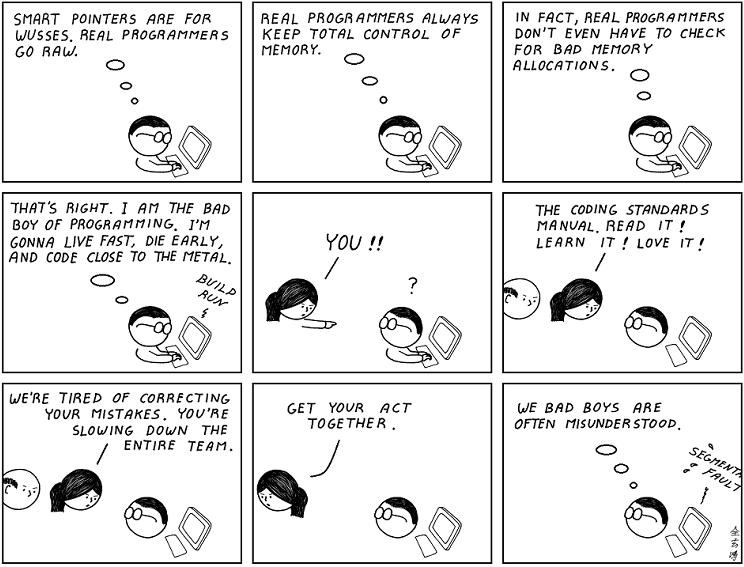 SMART POINTERS ARE FOR
WUSSES. REAL PROGRAMMERS
GO RAW.
REAL PROGRAMMERS ALWAYS
KEEP TOTAL CONTROL OF
MEMORY.
IN FACT, REAL PROGRAMMERS
DON'T EVEN HAVE TO CHECK
FOR BAD MEMORY
ALLOCATIONS.
THAT'S RIGHT. I AM THE BAD
BOY OF PROGRAMMING. I'M
GONNA LIVE FAST, DIE EARLY,
AND CODE CLOSE TO THE METAL.
BUILD
RUN
YOU!!
?
THE CODING STANDARDS
MANUAL. READ IT!
LEARN IT! LOVE IT!
WE'RE TIRED OF CORRECTING
YOUR MISTAKES. YOU'RE
SLOWING DOWN THE
ENTIRE TEAM.
GET YOUR ACT
TOGETHER.
WE BAD BOYS ARE
OFTEN MISUNDERSTOOD.
SEGMENTA
FAULT